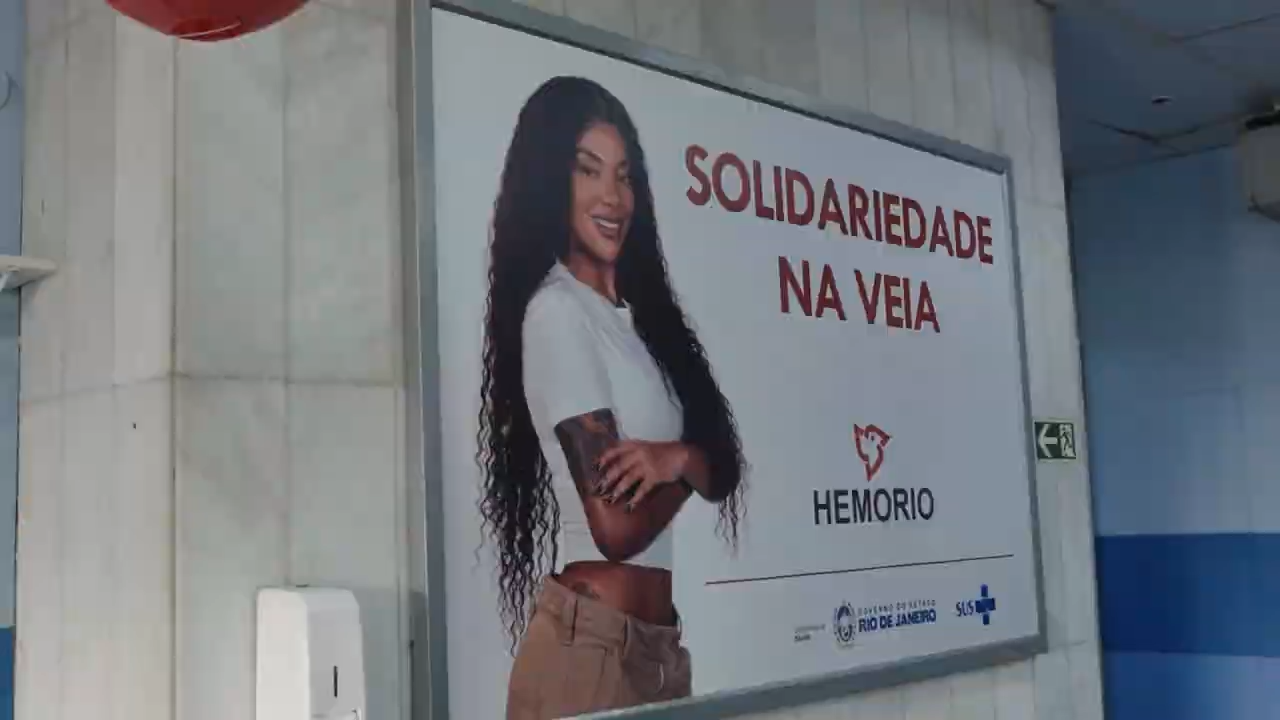 SOLIDARIEDADE
NA VEIA
HEMORIO
GOVERNO DO ESTADO
RIO DE JANEIRO
SUS